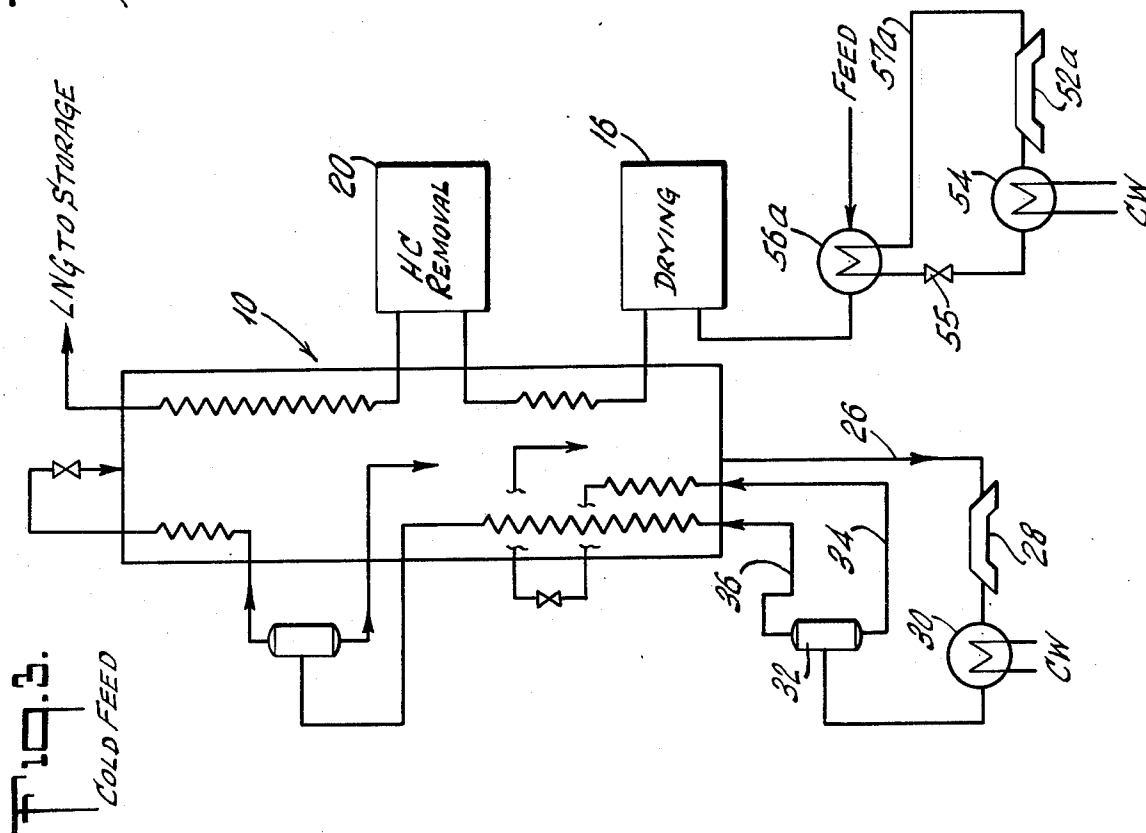 Fig. 3.
COLD FEED
LNG TO STORAGE
10
20
HC
REMOVAL
16
DRYING
56a
FEED
57a
55
54
52a
CW
26
36
34
32
30
28
CW